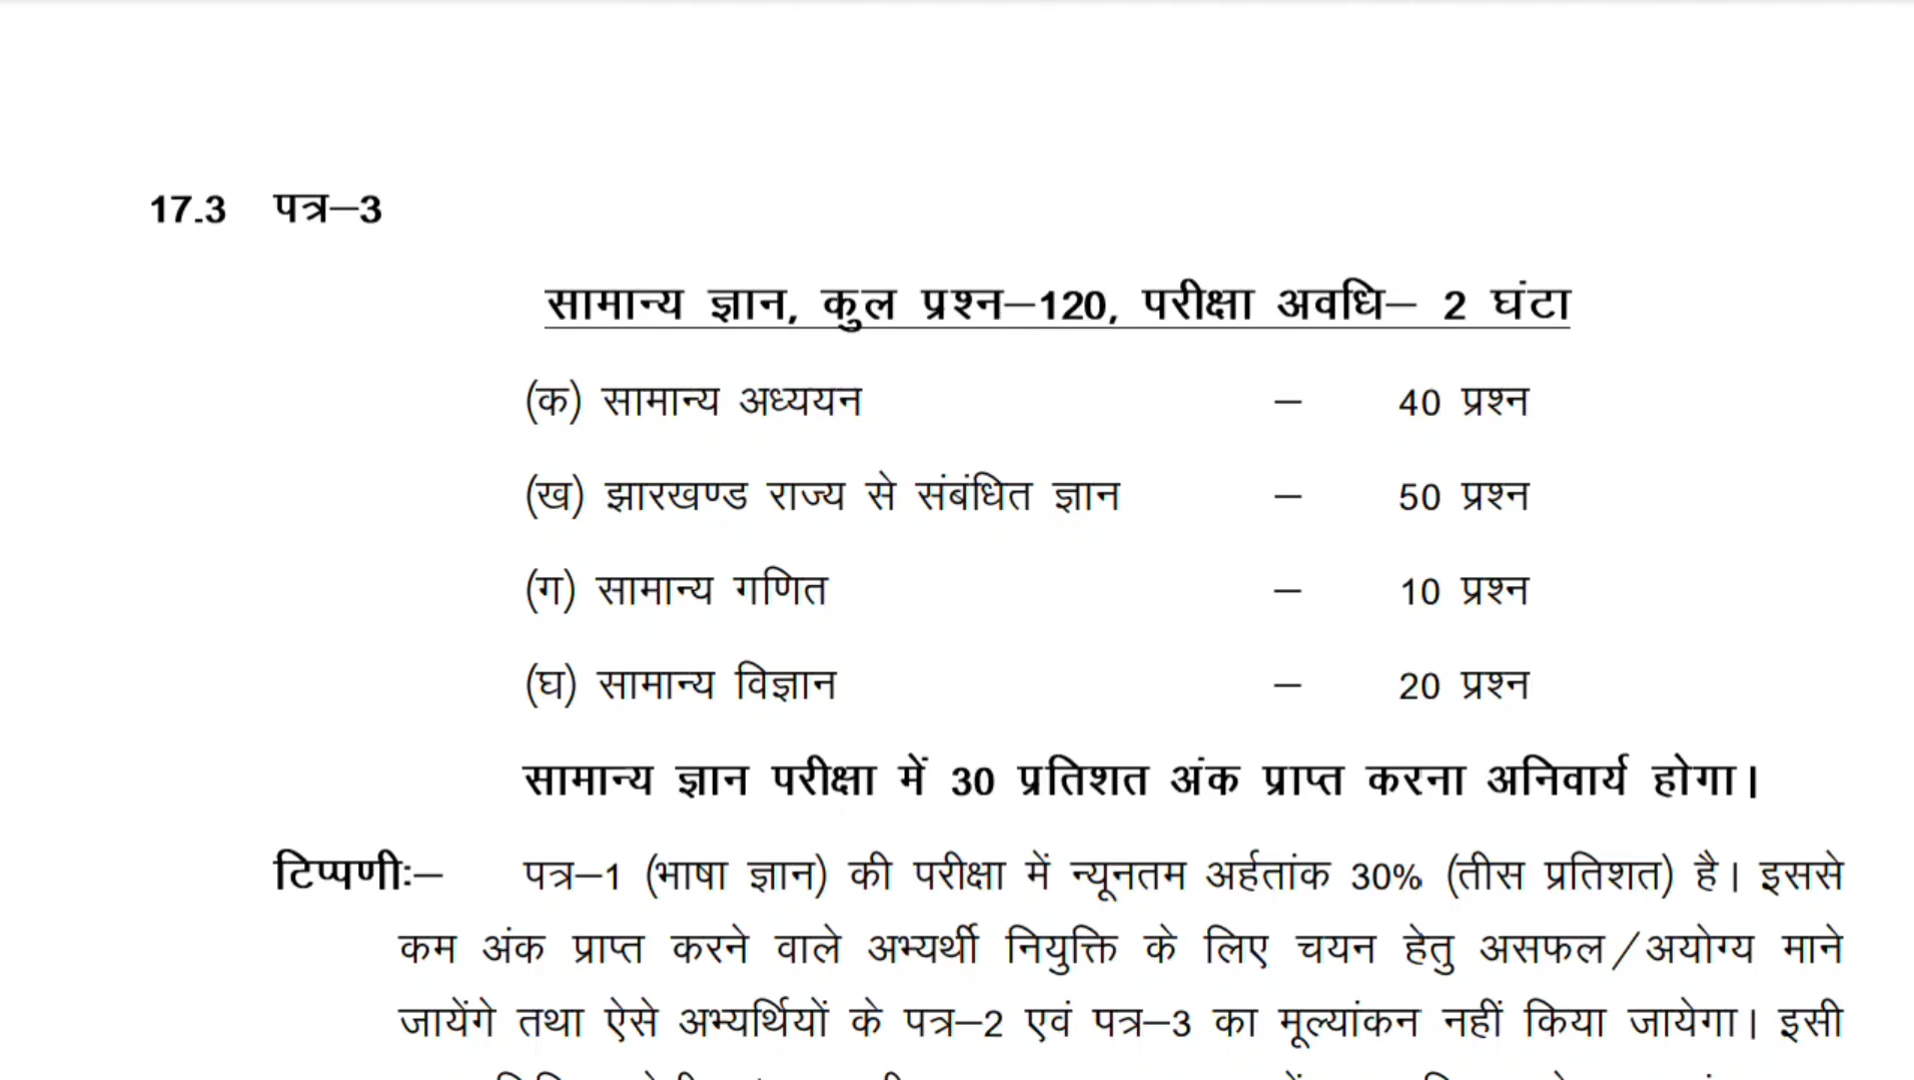 17.3 पत्र–3
सामान्य ज्ञान, कुल प्रश्न–120, परीक्षा अवधि– 2 घंटा
(क) सामान्य अध्ययन – 40 प्रश्न
(ख) झारखण्ड राज्य से संबंधित ज्ञान – 50 प्रश्न
(ग) सामान्य गणित – 10 प्रश्न
(घ) सामान्य विज्ञान – 20 प्रश्न
सामान्य ज्ञान परीक्षा में 30 प्रतिशत अंक प्राप्त करना अनिवार्य होगा।
टिप्पणी:– पत्र–1 (भाषा ज्ञान) की परीक्षा में न्यूनतम अर्हतांक 30% (तीस प्रतिशत) है। इससे
कम अंक प्राप्त करने वाले अभ्यर्थी नियुक्ति के लिए चयन हेतु असफल/अयोग्य माने
जायेंगे तथा ऐसे अभ्यर्थियों के पत्र–2 एवं पत्र–3 का मूल्यांकन नहीं किया जायेगा। इसी